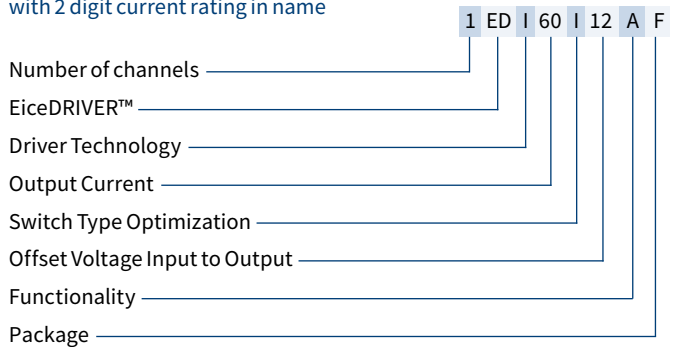 with 2 digit current rating in name
1 ED I 60 I 12 A F
Number of channels
EiceDRIVER™
Driver Technology
Output Current
Switch Type Optimization
Offset Voltage Input to Output
Functionality
Package